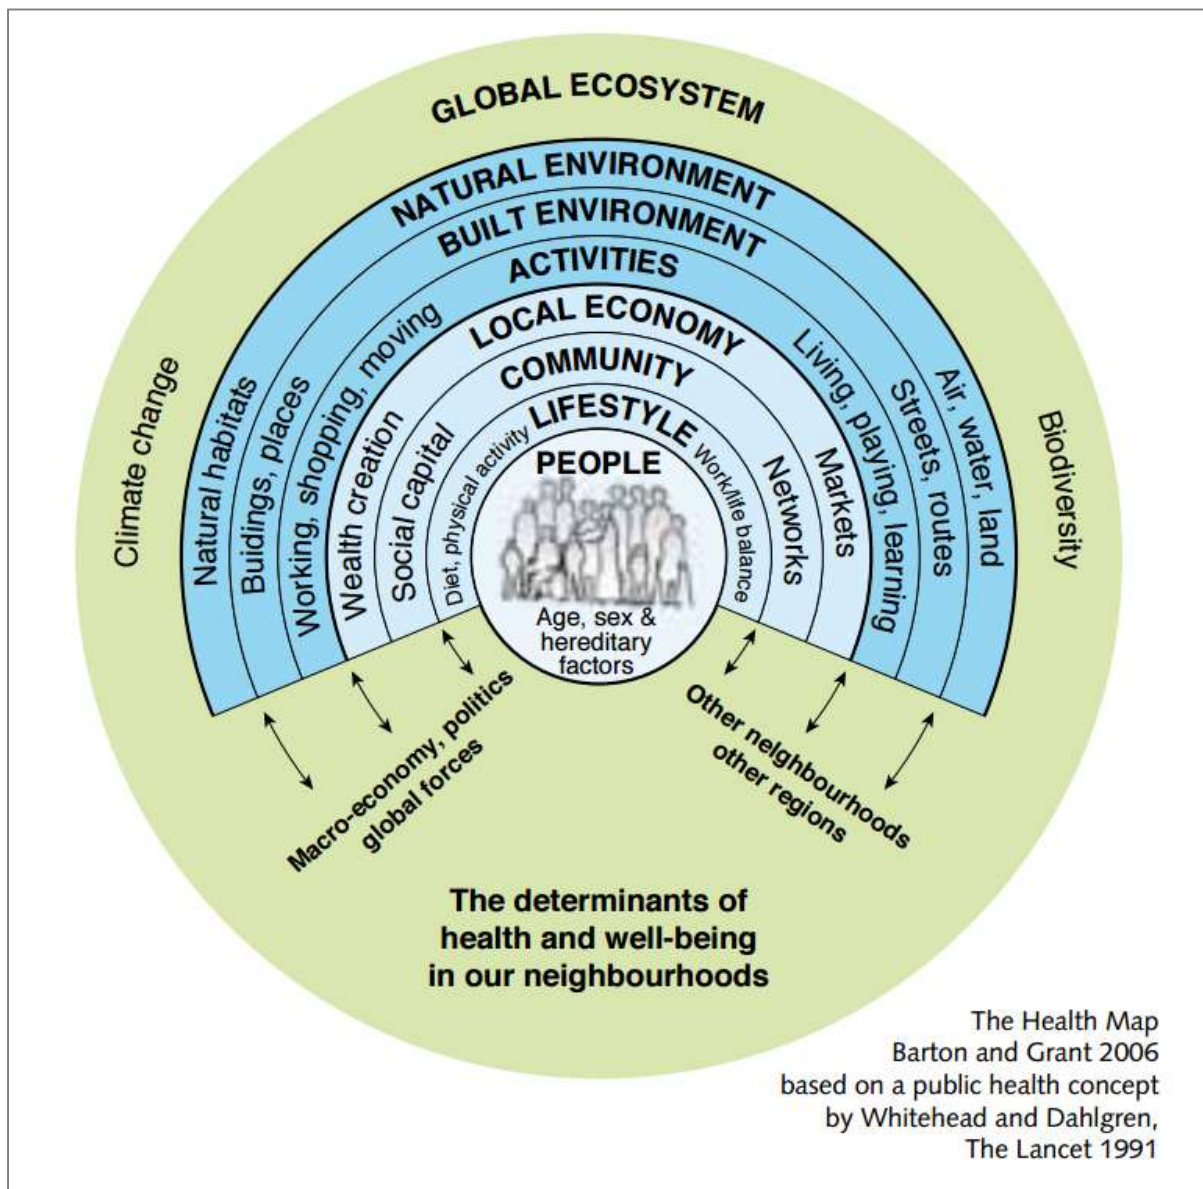 GLOBAL ECOSYSTEM
NATURAL ENVIRONMENT
BUILT ENVIRONMENT
ACTIVITIES
LOCAL ECONOMY
COMMUNITY
LIFESTYLE
PEOPLE
Age, sex &
hereditary
factors
Climate change
Natural habitats
Buidings, places
Working, shopping, moving
Wealth creation
Social capital
Diet, physical activity
Work/life balance
Networks
Markets
Living, playing, learning
Streets, routes
Air, water, land
Biodiversity
Macro-economy, politics
global forces
Other nelghbourhoods
other regions
The determinants of
health and well-being
in our neighbourhoods
The Health Map
Barton and Grant 2006
based on a public health concept
by Whitehead and Dahlgren,
The Lancet 1991